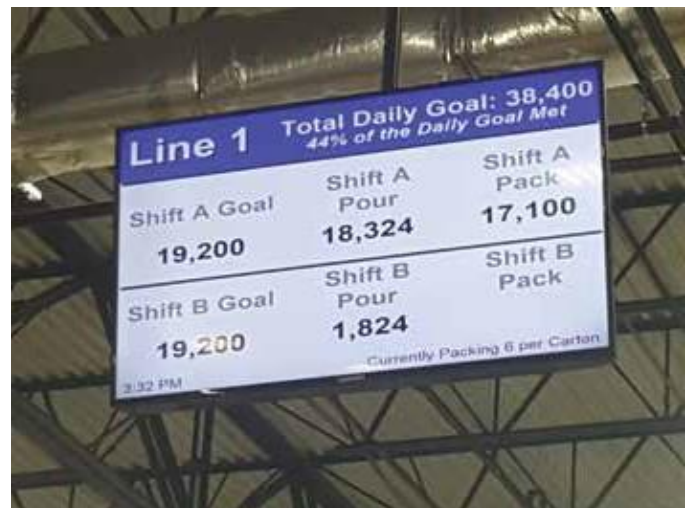 Line 1
Total Daily Goal: 38,400
44% of the Daily Goal Met
Shift A Goal
19,200
Shift A
Pour
18,324
Shift A
Pack
17,100
Shift B Goal
19,200
Shift B
Pour
1,824
Shift B
Pack
3:32 PM
Currently Packing 6 per Carton